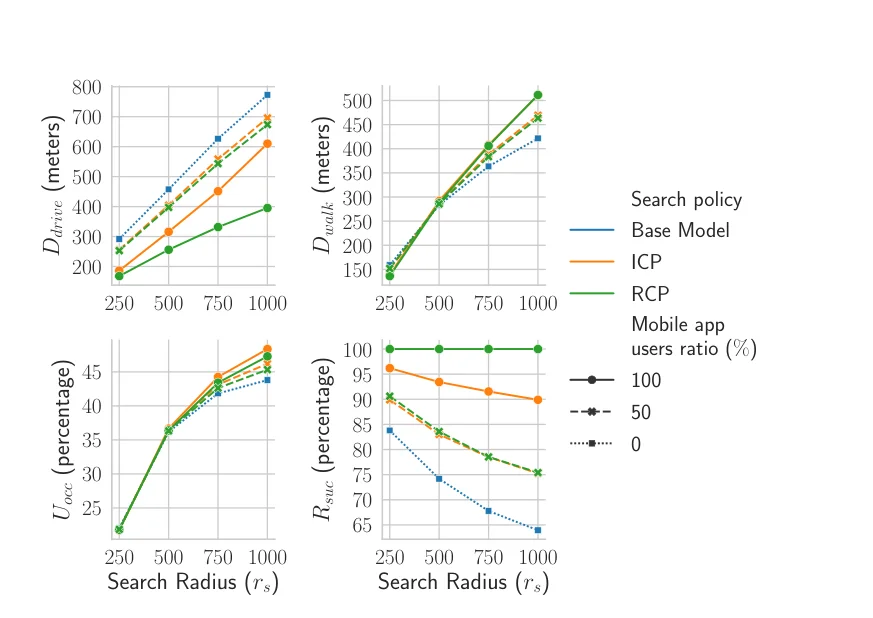 800
700
600
500
400
300
200
D_drive (meters)
250 500 750 1000
500
450
400
350
300
250
200
150
D_walk (meters)
250 500 750 1000
45
40
35
30
25
U_occ (percentage)
250 500 750 1000
Search Radius (r_s)
100
95
90
85
80
75
70
65
R_suc (percentage)
250 500 750 1000
Search Radius (r_s)
Search policy
Base Model
ICP
RCP
Mobile app
users ratio (%)
100
50
0